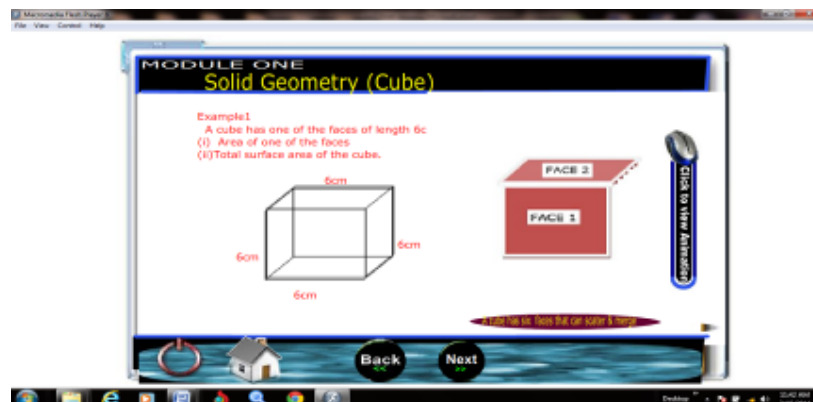 Macromedia Flash Player
File View Control Help
MODULE ONE
Solid Geometry (Cube)
Example1
A cube has one of the faces of length 6c
(i) Area of one of the faces
(ii)Total surface area of the cube.
6cm
6cm
6cm
6cm
FACE 2
FACE 1
Click to view Animation
A cube has six faces that can scater & merge
Back
<<
Next
>>
Desktop